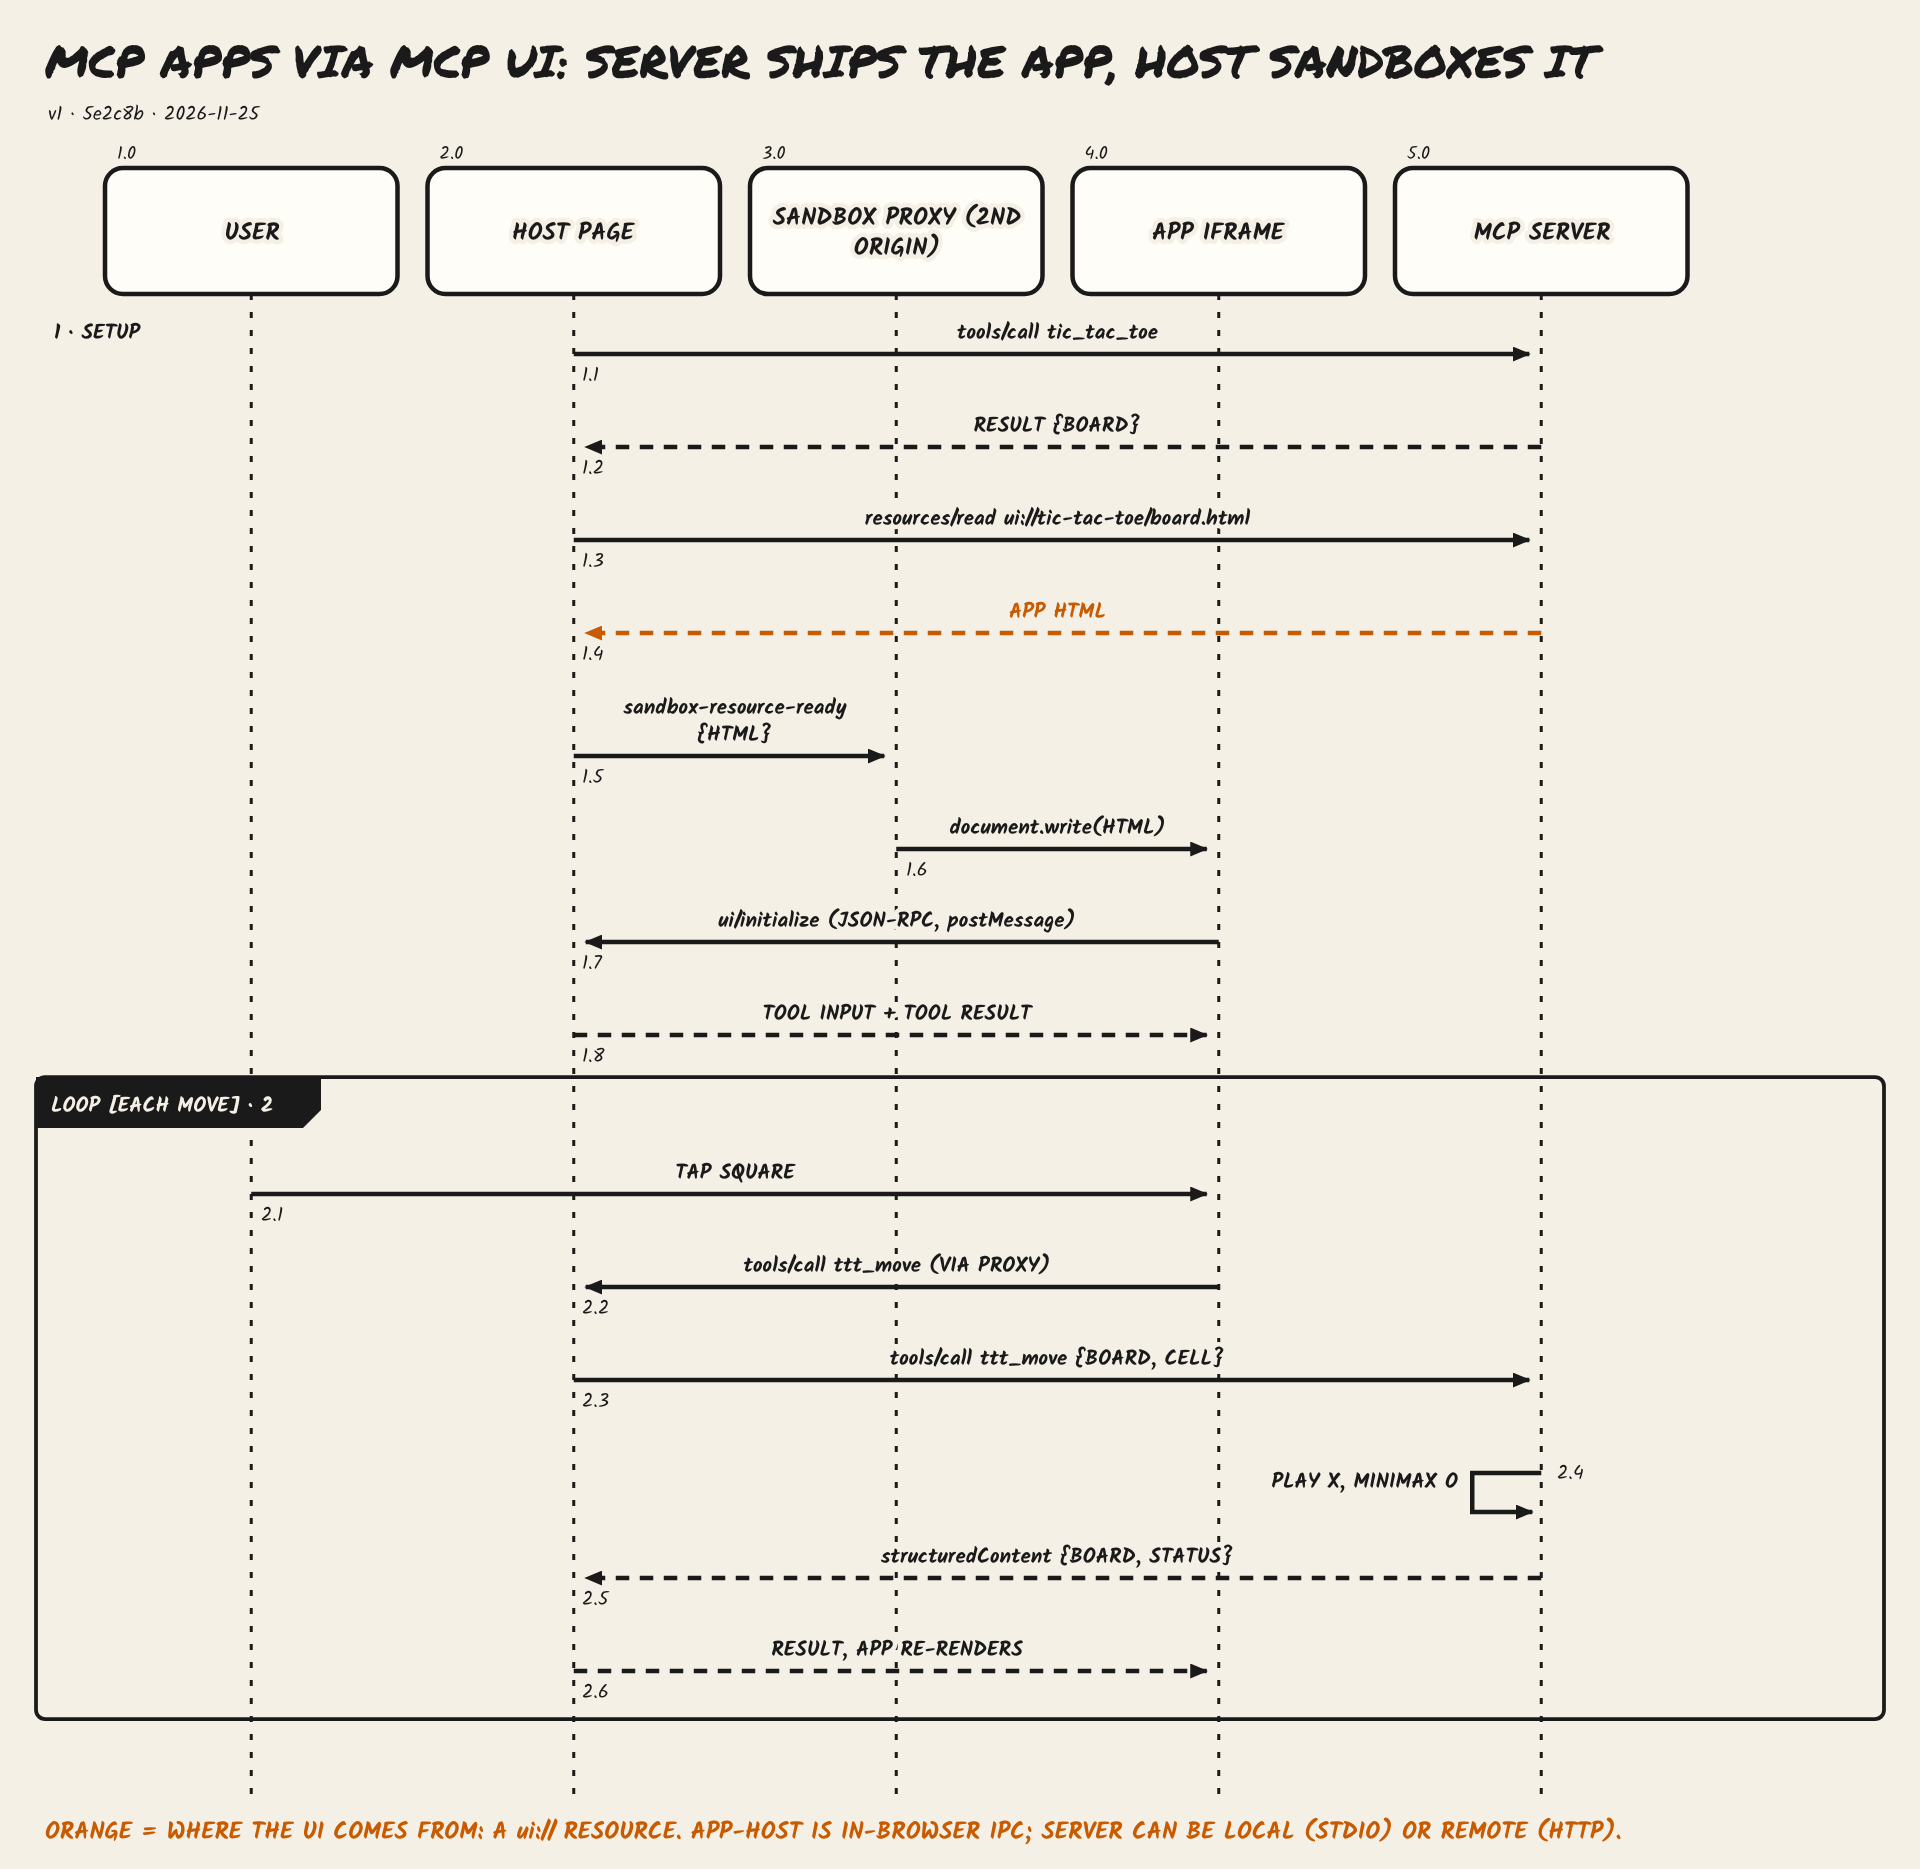 MCP APPS VIA MCP UI: SERVER SHIPS THE APP, HOST SANDBOXES IT
v1 · 5e2c8b · 2026-11-25
1.0
2.0
3.0
4.0
5.0
USER
HOST PAGE
SANDBOX PROXY (2ND
ORIGIN)
APP IFRAME
MCP SERVER
1 · SETUP
tools/call tic_tac_toe
1.1
RESULT {BOARD}
1.2
resources/read ui://tic-tac-toe/board.html
1.3
APP HTML
1.4
sandbox-resource-ready
{HTML}
1.5
document.write(HTML)
1.6
ui/initialize (JSON-RPC, postMessage)
1.7
TOOL INPUT + TOOL RESULT
1.8
LOOP [EACH MOVE] · 2
TAP SQUARE
2.1
tools/call ttt_move (VIA PROXY)
2.2
tools/call ttt_move {BOARD, CELL}
2.3
PLAY X, MINIMAX O
2.4
structuredContent {BOARD, STATUS}
2.5
RESULT, APP RE-RENDERS
2.6
ORANGE = WHERE THE UI COMES FROM: A ui:// RESOURCE. APP-HOST IS IN-BROWSER IPC; SERVER CAN BE LOCAL (STDIO) OR REMOTE (HTTP).